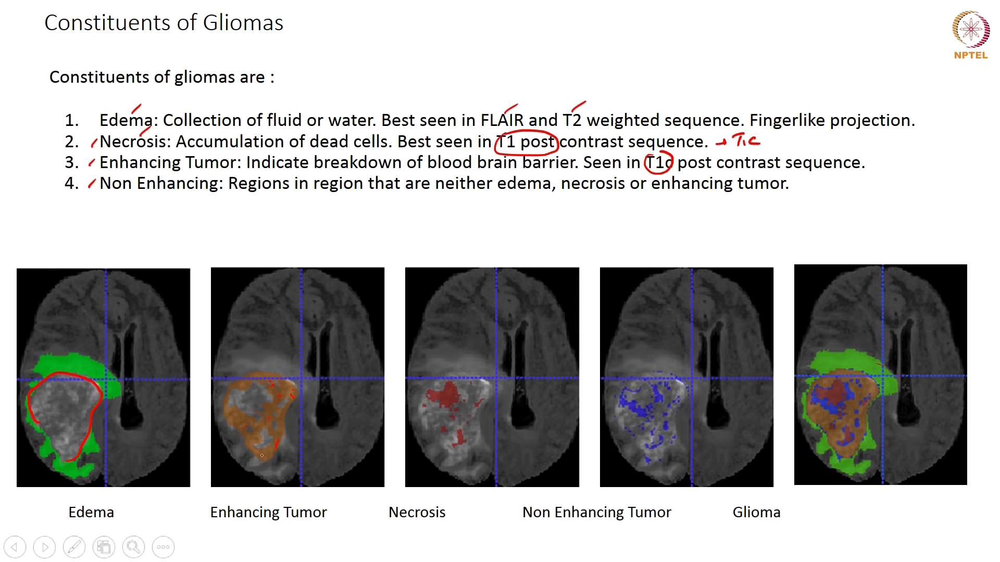 Constituents of Gliomas
NPTEL
Constituents of gliomas are :
1. Edema: Collection of fluid or water. Best seen in FLAIR and T2 weighted sequence. Fingerlike projection.
2. Necrosis: Accumulation of dead cells. Best seen in T1 post contrast sequence. → T1C
3. Enhancing Tumor: Indicate breakdown of blood brain barrier. Seen in T1c post contrast sequence.
4. Non Enhancing: Regions in region that are neither edema, necrosis or enhancing tumor.
Edema Enhancing Tumor Necrosis Non Enhancing Tumor Glioma